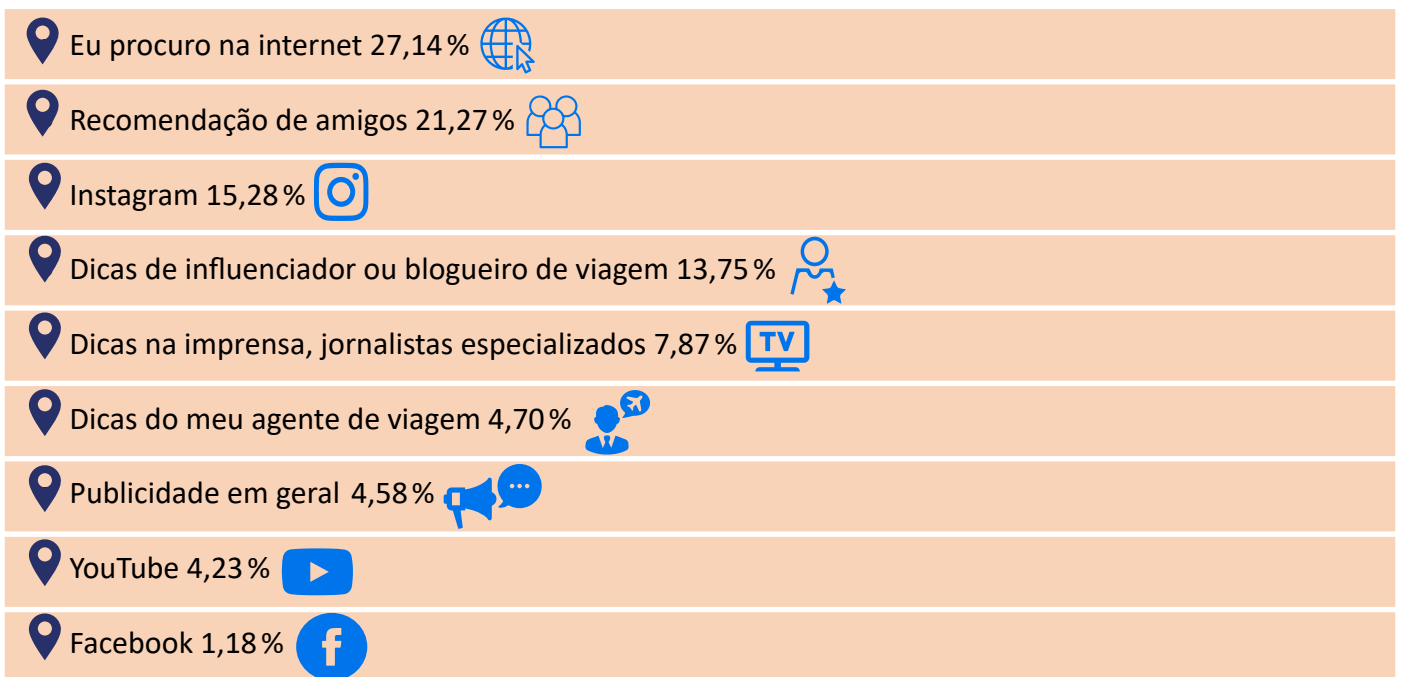 Eu procuro na internet 27,14%
Recomendação de amigos 21,27%
Instagram 15,28%
Dicas de influenciador ou blogueiro de viagem 13,75%
Dicas na imprensa, jornalistas especializados 7,87% TV
Dicas do meu agente de viagem 4,70%
Publicidade em geral 4,58%
YouTube 4,23%
Facebook 1,18% f